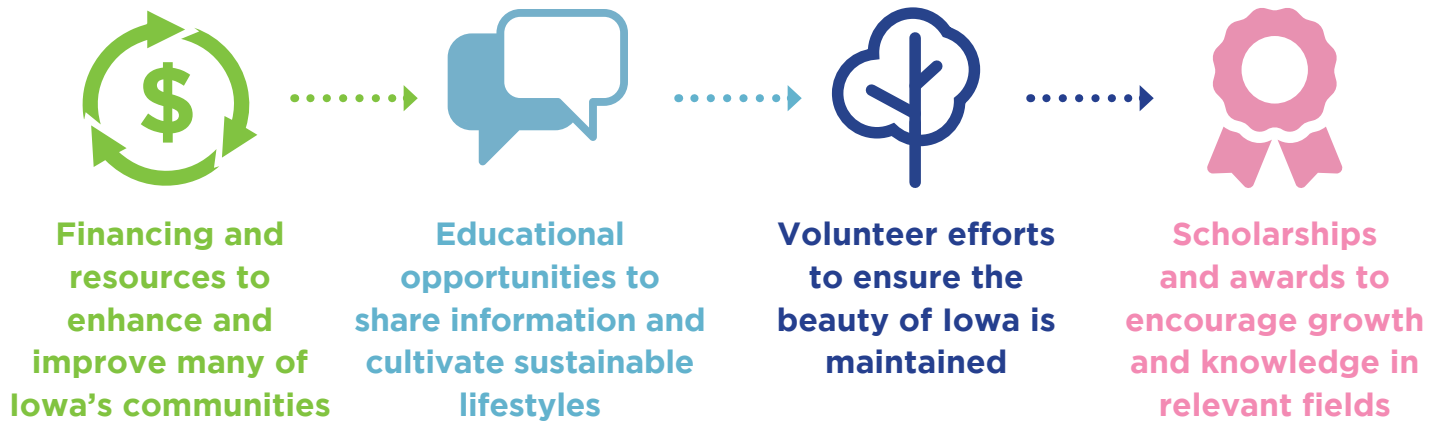 $
Financing and
resources to
enhance and
improve many of
Iowa's communities
Educational
opportunities to
share information and
cultivate sustainable
lifestyles
Volunteer efforts
to ensure the
beauty of Iowa is
maintained
Scholarships
and awards to
encourage growth
and knowledge in
relevant fields